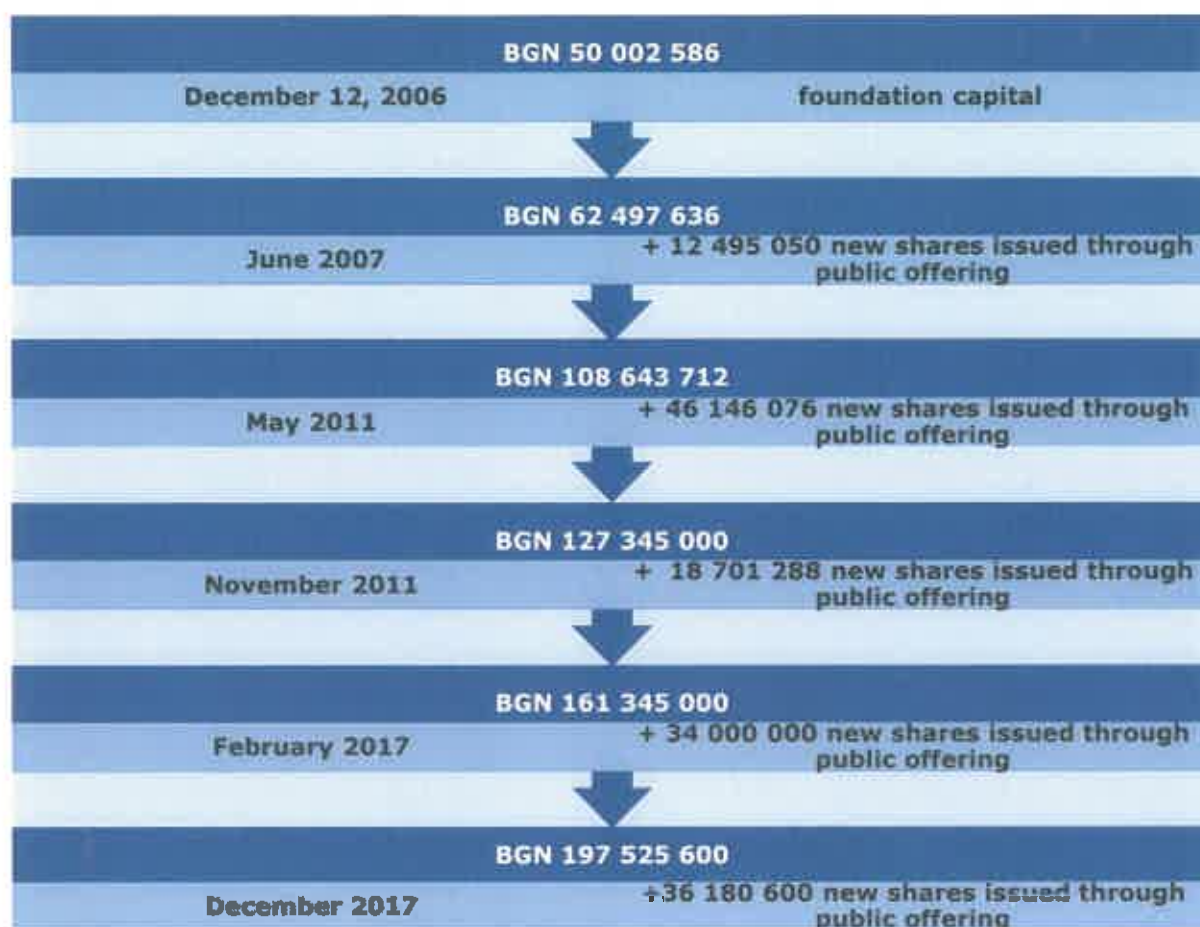 BGN 50 002 586
December 12, 2006
foundation capital
BGN 62 497 636
June 2007
+ 12 495 050 new shares issued through
public offering
BGN 108 643 712
May 2011
+ 46 146 076 new shares issued through
public offering
BGN 127 345 000
November 2011
+ 18 701 288 new shares issued through
public offering
BGN 161 345 000
February 2017
+ 34 000 000 new shares issued through
public offering
BGN 197 525 600
December 2017
+36 180 600 new shares issued through
public offering